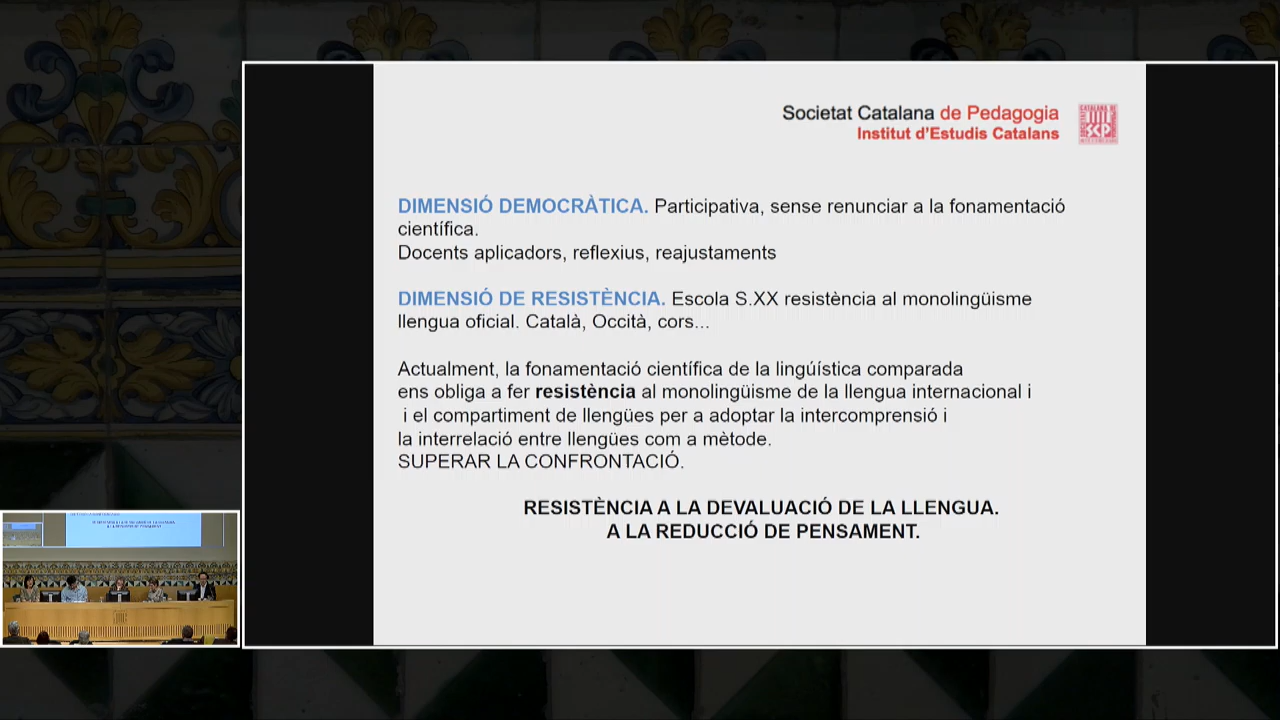 Societat Catalana de Pedagogia
Institut d'Estudis Catalans
SCP
DIMENSIÓ DEMOCRÀTICA. Participativa, sense renunciar a la fonamentació
científica.
Docents aplicadors, reflexius, reajustaments
DIMENSIÓ DE RESISTÈNCIA. Escola S.XX resistència al monolingüisme
llengua oficial. Català, Occità, cors...
Actualment, la fonamentació científica de la lingúística comparada
ens obliga a fer resistència al monolingüisme de la llengua internacional i
i el compartiment de llengües per a adoptar la intercomprensió i
la interrelació entre llengües com a mètode.
SUPERAR LA CONFRONTACIÓ.
RESISTÈNCIA A LA DEVALUACIÓ DE LA LLENGUA.
A LA REDUCCIÓ DE PENSAMENT.